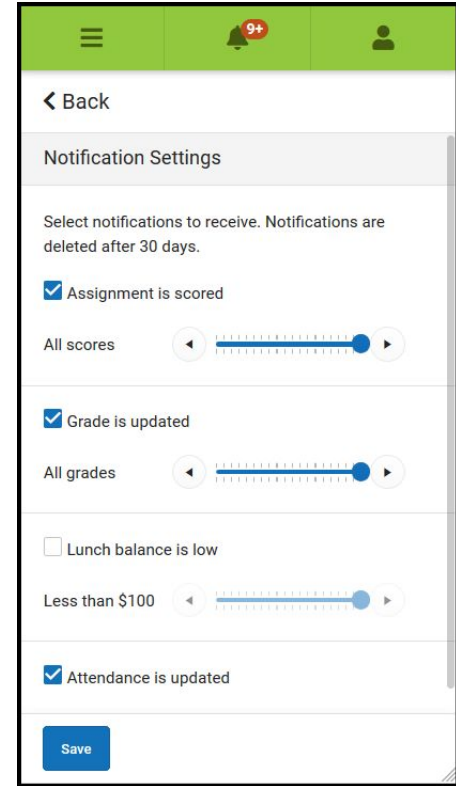 9+
Back
Notification Settings
Select notifications to receive. Notifications are
deleted after 30 days.
Assignment is scored
All scores
Grade is updated
All grades
Lunch balance is low
Less than $100
Attendance is updated
Save